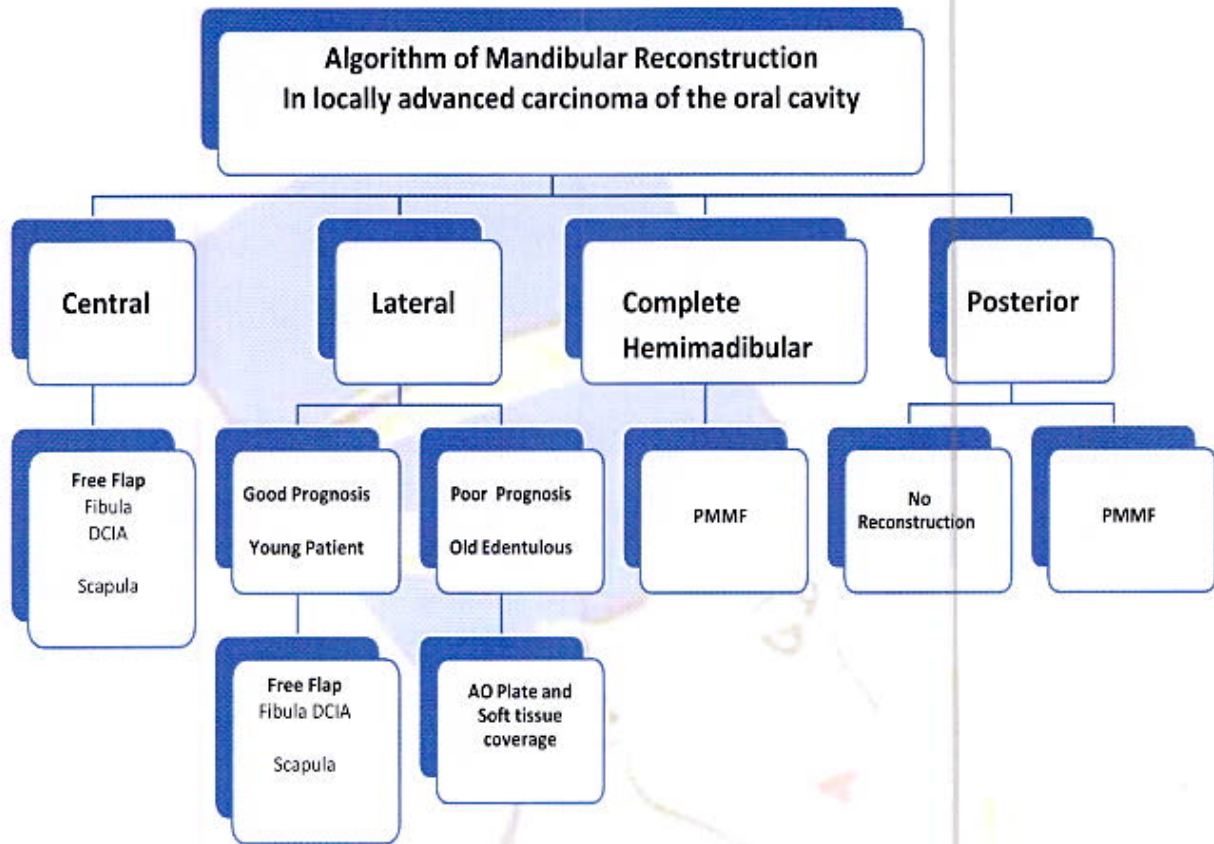 Algorithm of Mandibular Reconstruction
In locally advanced carcinoma of the oral cavity
Central
Lateral
Complete
Hemimadibular
Posterior
Free Flap
Fibula
DCIA
Scapula
Good Prognosis
Young Patient
Poor Prognosis
Old Edentulous
PMMF
No
Reconstruction
PMMF
Free Flap
Fibula DCIA
Scapula
AO Plate and
Soft tissue
coverage